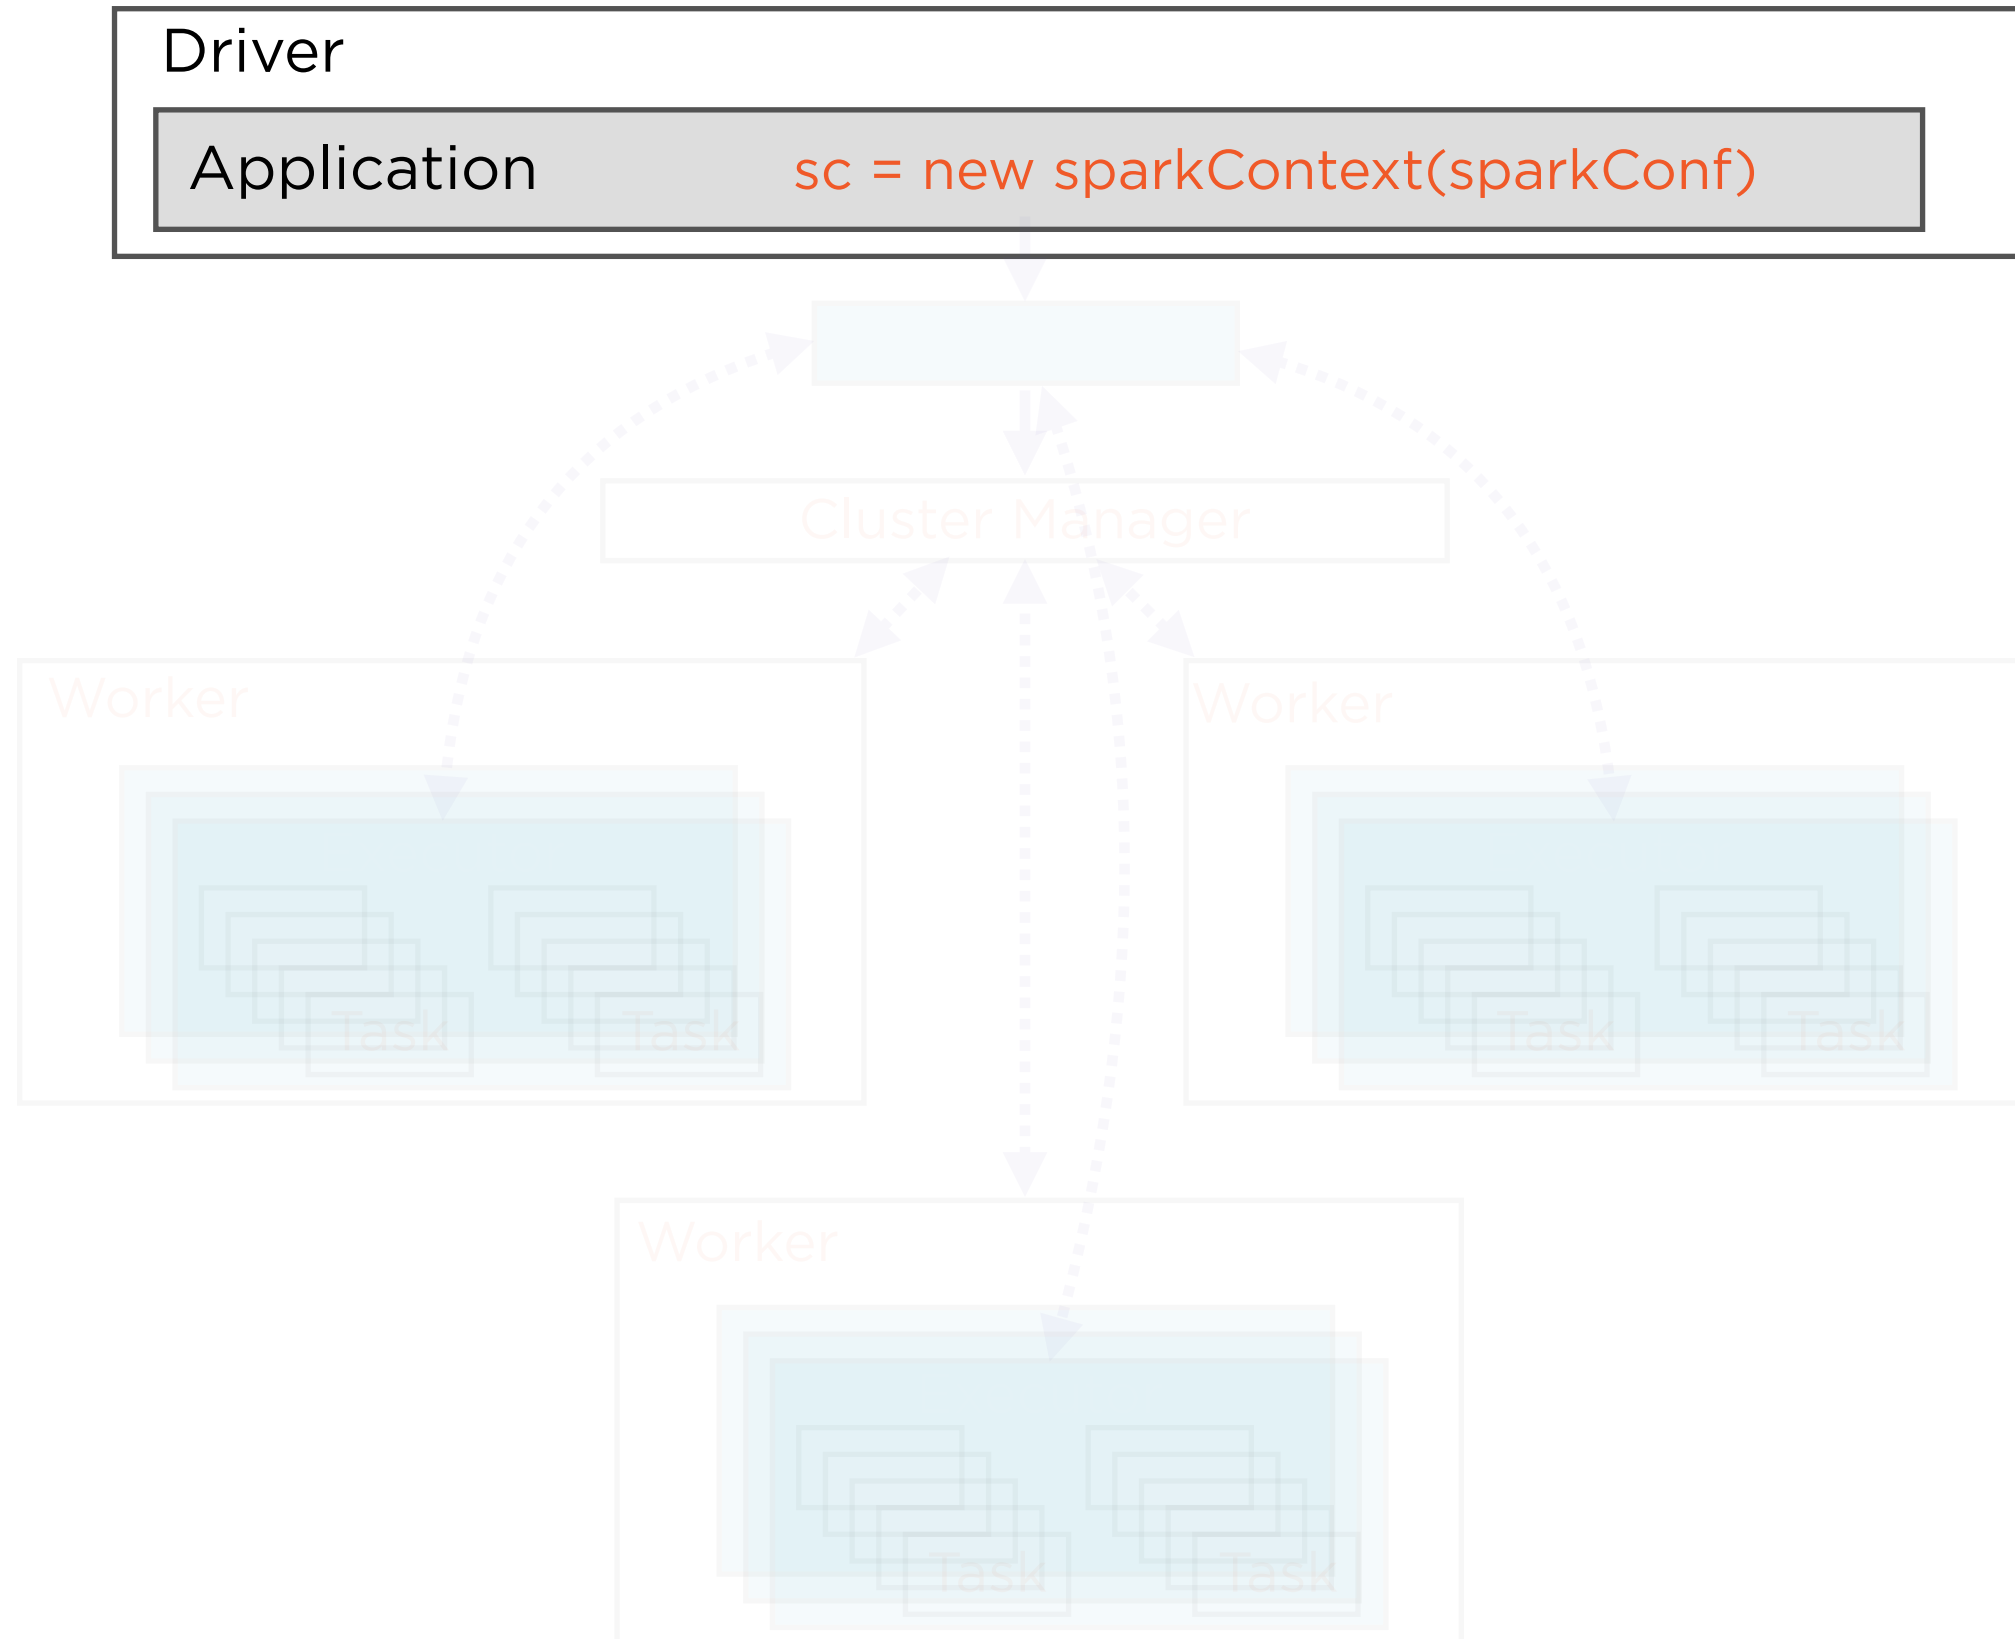 Driver
Application
sc = new sparkContext(sparkConf)
Cluster Manager
Worker
Worker
Task
Task
Task
Task
Worker
Task
Task